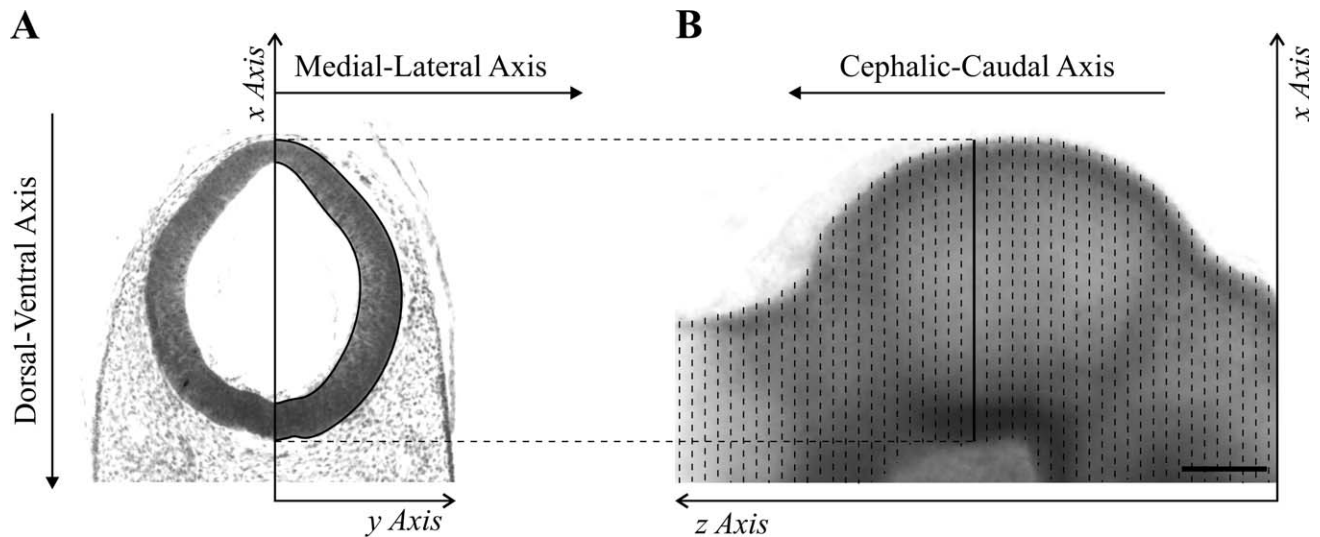 A
B
x Axis
Medial-Lateral Axis
Cephalic-Caudal Axis
x Axis
Dorsal-Ventral Axis
y Axis
z Axis